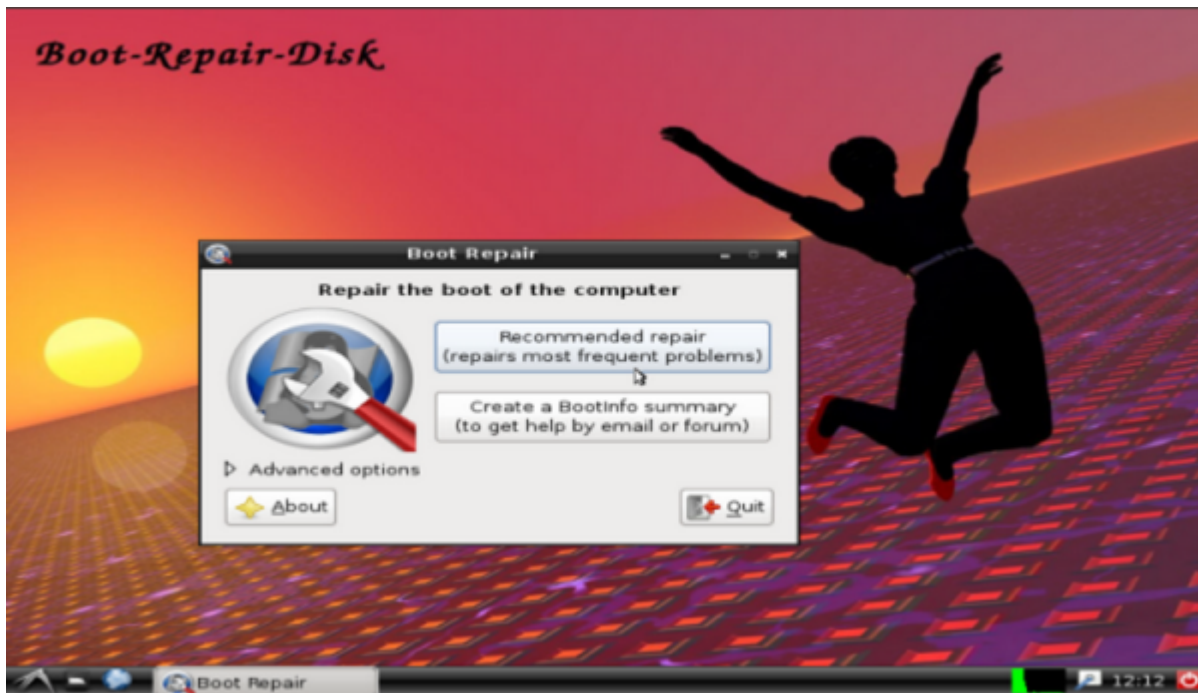 Boot-Repair-Disk
Boot Repair
Repair the boot of the computer
Recommended repair
(repairs most frequent problems)
Create a BootInfo summary
(to get help by email or forum)
Advanced options
About
Quit
Boot Repair
12:12